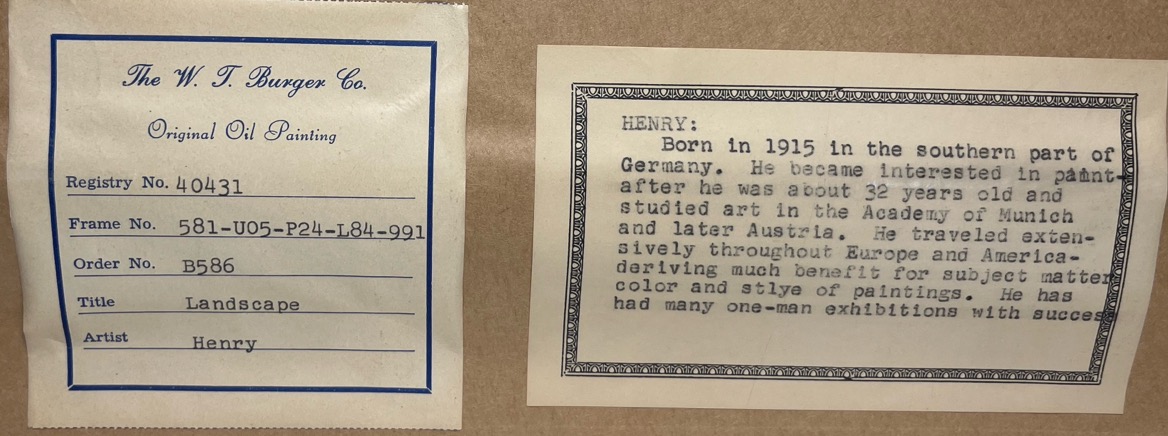 The W. T. Burger Co.
Original Oil Painting
Registry No. 40431
Frame No. 581-U05-P24-L84-991
Order No. B586
Title Landscape
Artist Henry
HENRY:
Born in 1915 in the southern part of
Germany. He became interested in paint-
after he was about 32 years old and
studied art in the Academy of Munich
and later Austria. He traveled exten-
sively throughout Europe and America-
deriving much benefit for subject matter
color and stlye of paintings. He has
had many one-man exhibitions with success